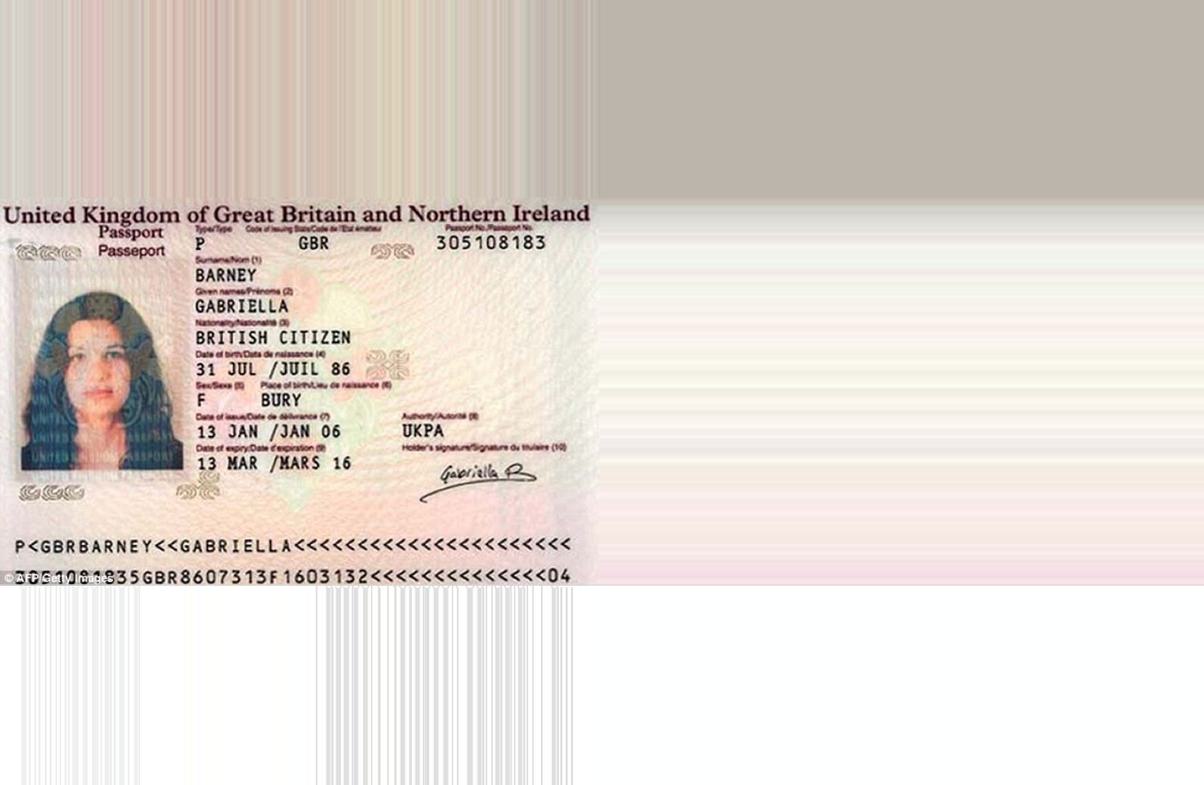 United Kingdom of Great Britain and Northern Ireland
Passport
Passeport
Type/Type Code of issuing State/Code de l'Etat émetteur Passport No./Passeport No.
P GBR 305108183
Surname/Nom (1)
BARNEY
Given names/Prénoms (2)
GABRIELLA
Nationality/Nationalité (3)
BRITISH CITIZEN
Date of birth/Date de naissance (4)
31 JUL /JUIL 86
Sex/Sexe (5) Place of birth/Lieu de naissance (6)
F BURY
Date of issue/Date de délivrance (7) Authority/Autorité (8)
13 JAN /JAN 06 UKPA
Date of expiry/Date d'expiration (9) Holder's signature/Signature du titulaire (10)
13 MAR /MARS 16
Gabriella B
UNITED KINGDOM PASSPORT
P<GBRBARNEY<<GABRIELLA<<<<<<<<<<<<<<<<<<<<<<
3051081835GBR8607313F1603132<<<<<<<<<<<<<<04
© AFP Getty Images